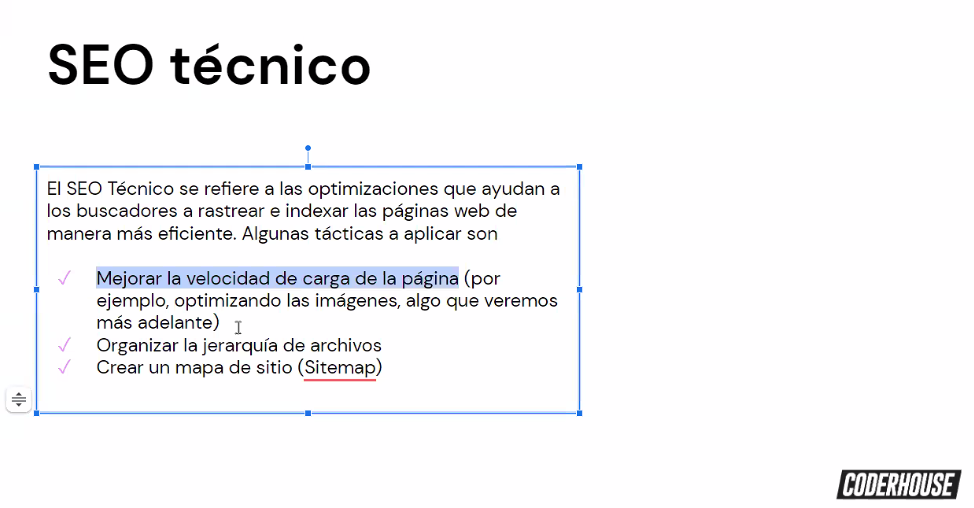 SEO técnico
El SEO Técnico se refiere a las optimizaciones que ayudan a
los buscadores a rastrear e indexar las páginas web de
manera más eficiente. Algunas tácticas a aplicar son
✓ Mejorar la velocidad de carga de la página (por
ejemplo, optimizando las imágenes, algo que veremos
más adelante)
✓ Organizar la jerarquía de archivos
✓ Crear un mapa de sitio (Sitemap)
CODERHOUSE